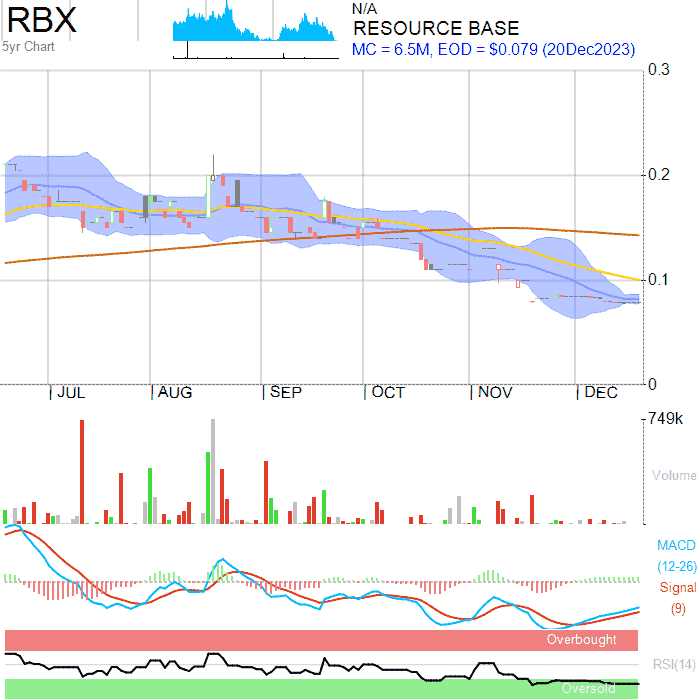 RBX
5yr Chart
N/A
RESOURCE BASE
MC = 6.5M, EOD = $0.079 (20Dec2023)
0.3
0.2
0.1
0
JUL
AUG
SEP
OCT
NOV
DEC
749k
Volume
MACD
(12-26)
Signal
(9)
Overbought
RSI(14)
Oversold